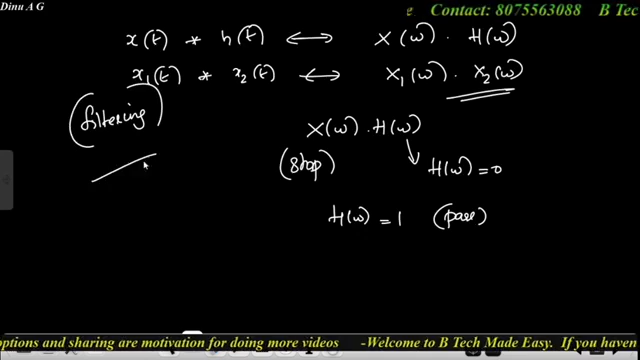 Dinu A G
e. Contact: 8075563088 B Tech
x(t) * h(t) ⟷ X(ω) · H(ω)
x₁(t) * x₂(t) ⟷ X₁(ω) · X₂(ω)
(filtering)
X(ω) · H(ω)
(stop) H(ω) = 0
H(ω) = 1 (pass)
options and sharing are motivation for doing more videos -Welcome to B Tech Made Easy. If you haven